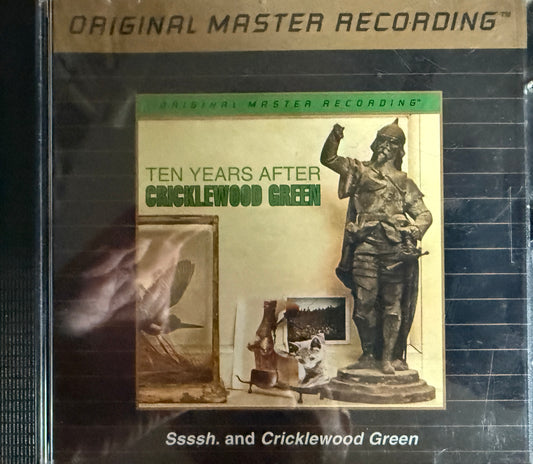 ORIGINAL MASTER RECORDING™
ORIGINAL MASTER RECORDING™
TEN YEARS AFTER
CRICKLEWOOD GREEN
Ssssh. and Cricklewood Green